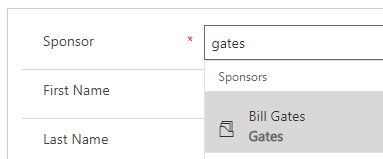 Sponsor * gates
Sponsors
First Name
Bill Gates
Gates
Last Name